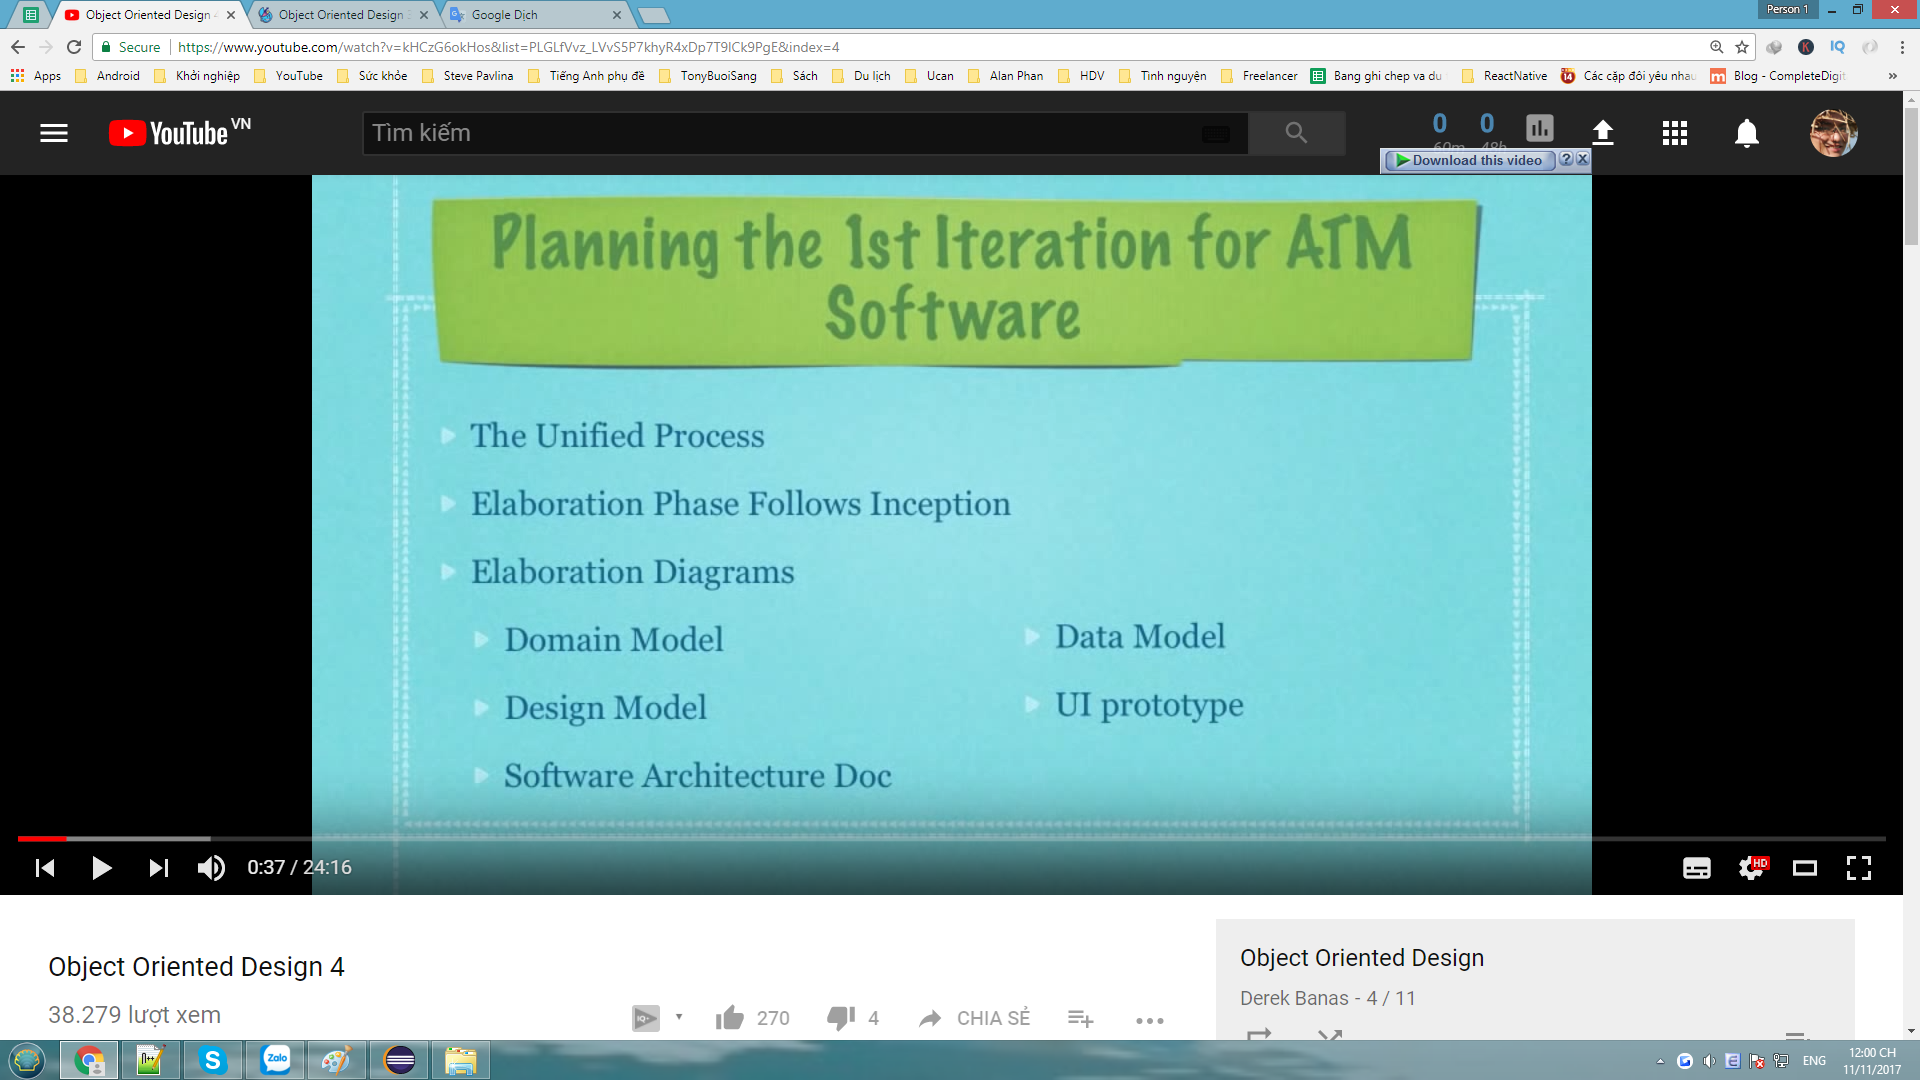 Object Oriented Design 4
Object Oriented Design
Google Dịch
Person 1
Secure
https://www.youtube.com/watch?v=kHCzG6okHos&list=PLGLfVvz_LVvS5P7khyR4xDp7T9lCk9PgE&index=4
Apps Android Khởi nghiệp YouTube Sức khỏe Steve Pavlina Tiếng Anh phụ đề TonyBuoiSang Sách Du lịch Ucan Alan Phan HDV Tình nguyện Freelancer Bang ghi chep va du ReactNative Các cặp đôi yêu nhau Blog - CompleteDigit »
YouTube VN
Tìm kiếm
0 0
60m 48h
Download this video ?
Planning the 1st Iteration for ATM
Software
The Unified Process
Elaboration Phase Follows Inception
Elaboration Diagrams
Domain Model
Design Model
Software Architecture Doc
Data Model
UI prototype
0:37 / 24:16
HD
Object Oriented Design 4
38.279 lượt xem
270
4
CHIA SẺ
Object Oriented Design
Derek Banas - 4 / 11
Zalo
ENG
12:00 CH
11/11/2017